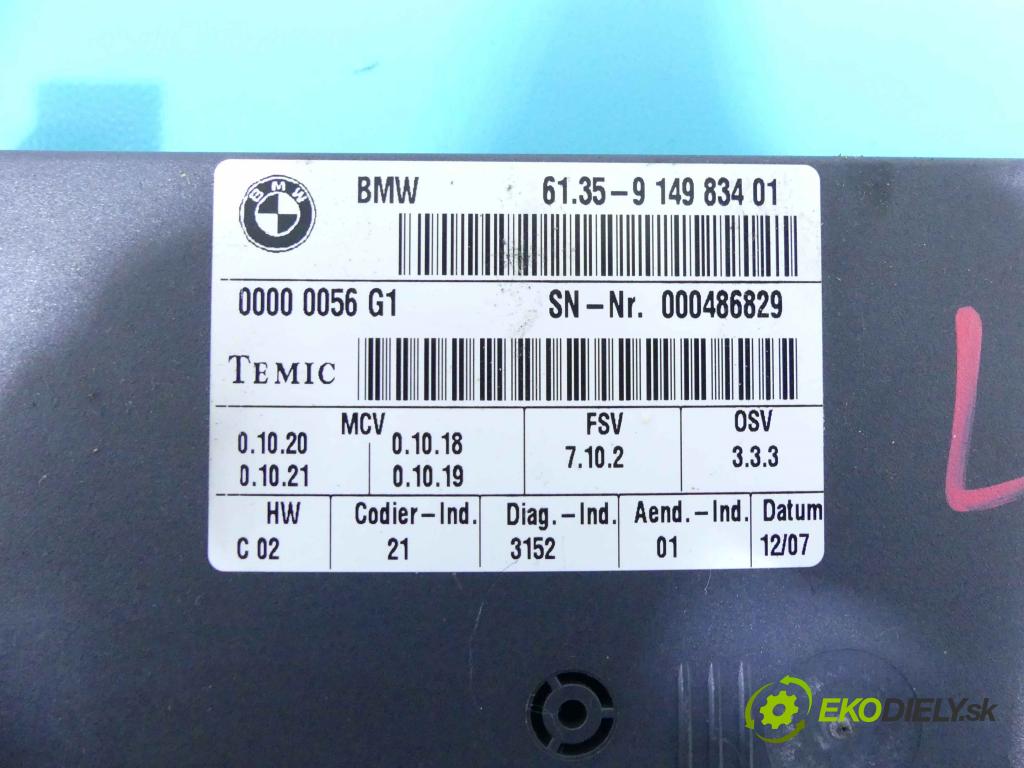 BMW
BMW 61.35-9 149 834 01
0000 0056 G1 SN-Nr. 000486829
TEMIC
MCV FSV OSV
0.10.20 0.10.18 7.10.2 3.3.3
0.10.21 0.10.19
HW Codier-Ind. Diag.-Ind. Aend.-Ind. Datum
C 02 21 3152 01 12/07
L
EKODIELY.sk